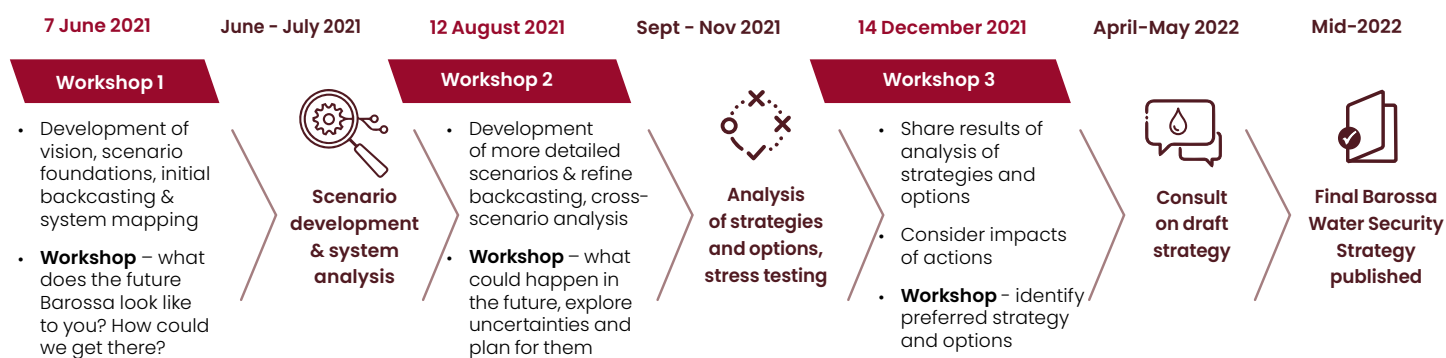 7 June 2021
June - July 2021
12 August 2021
Sept - Nov 2021
14 December 2021
April-May 2022
Mid-2022
Workshop 1
• Development of
vision, scenario
foundations, initial
backcasting &
system mapping
• Workshop – what
does the future
Barossa look like
to you? How could
we get there?
Scenario
development
& system
analysis
Workshop 2
• Development
of more detailed
scenarios & refine
backcasting, cross-
scenario analysis
• Workshop – what
could happen in
the future, explore
uncertainties and
plan for them
Analysis
of strategies
and options,
stress testing
Workshop 3
• Share results of
analysis of
strategies and
options
• Consider impacts
of actions
• Workshop - identify
preferred strategy
and options
Consult
on draft
strategy
Final Barossa
Water Security
Strategy
published